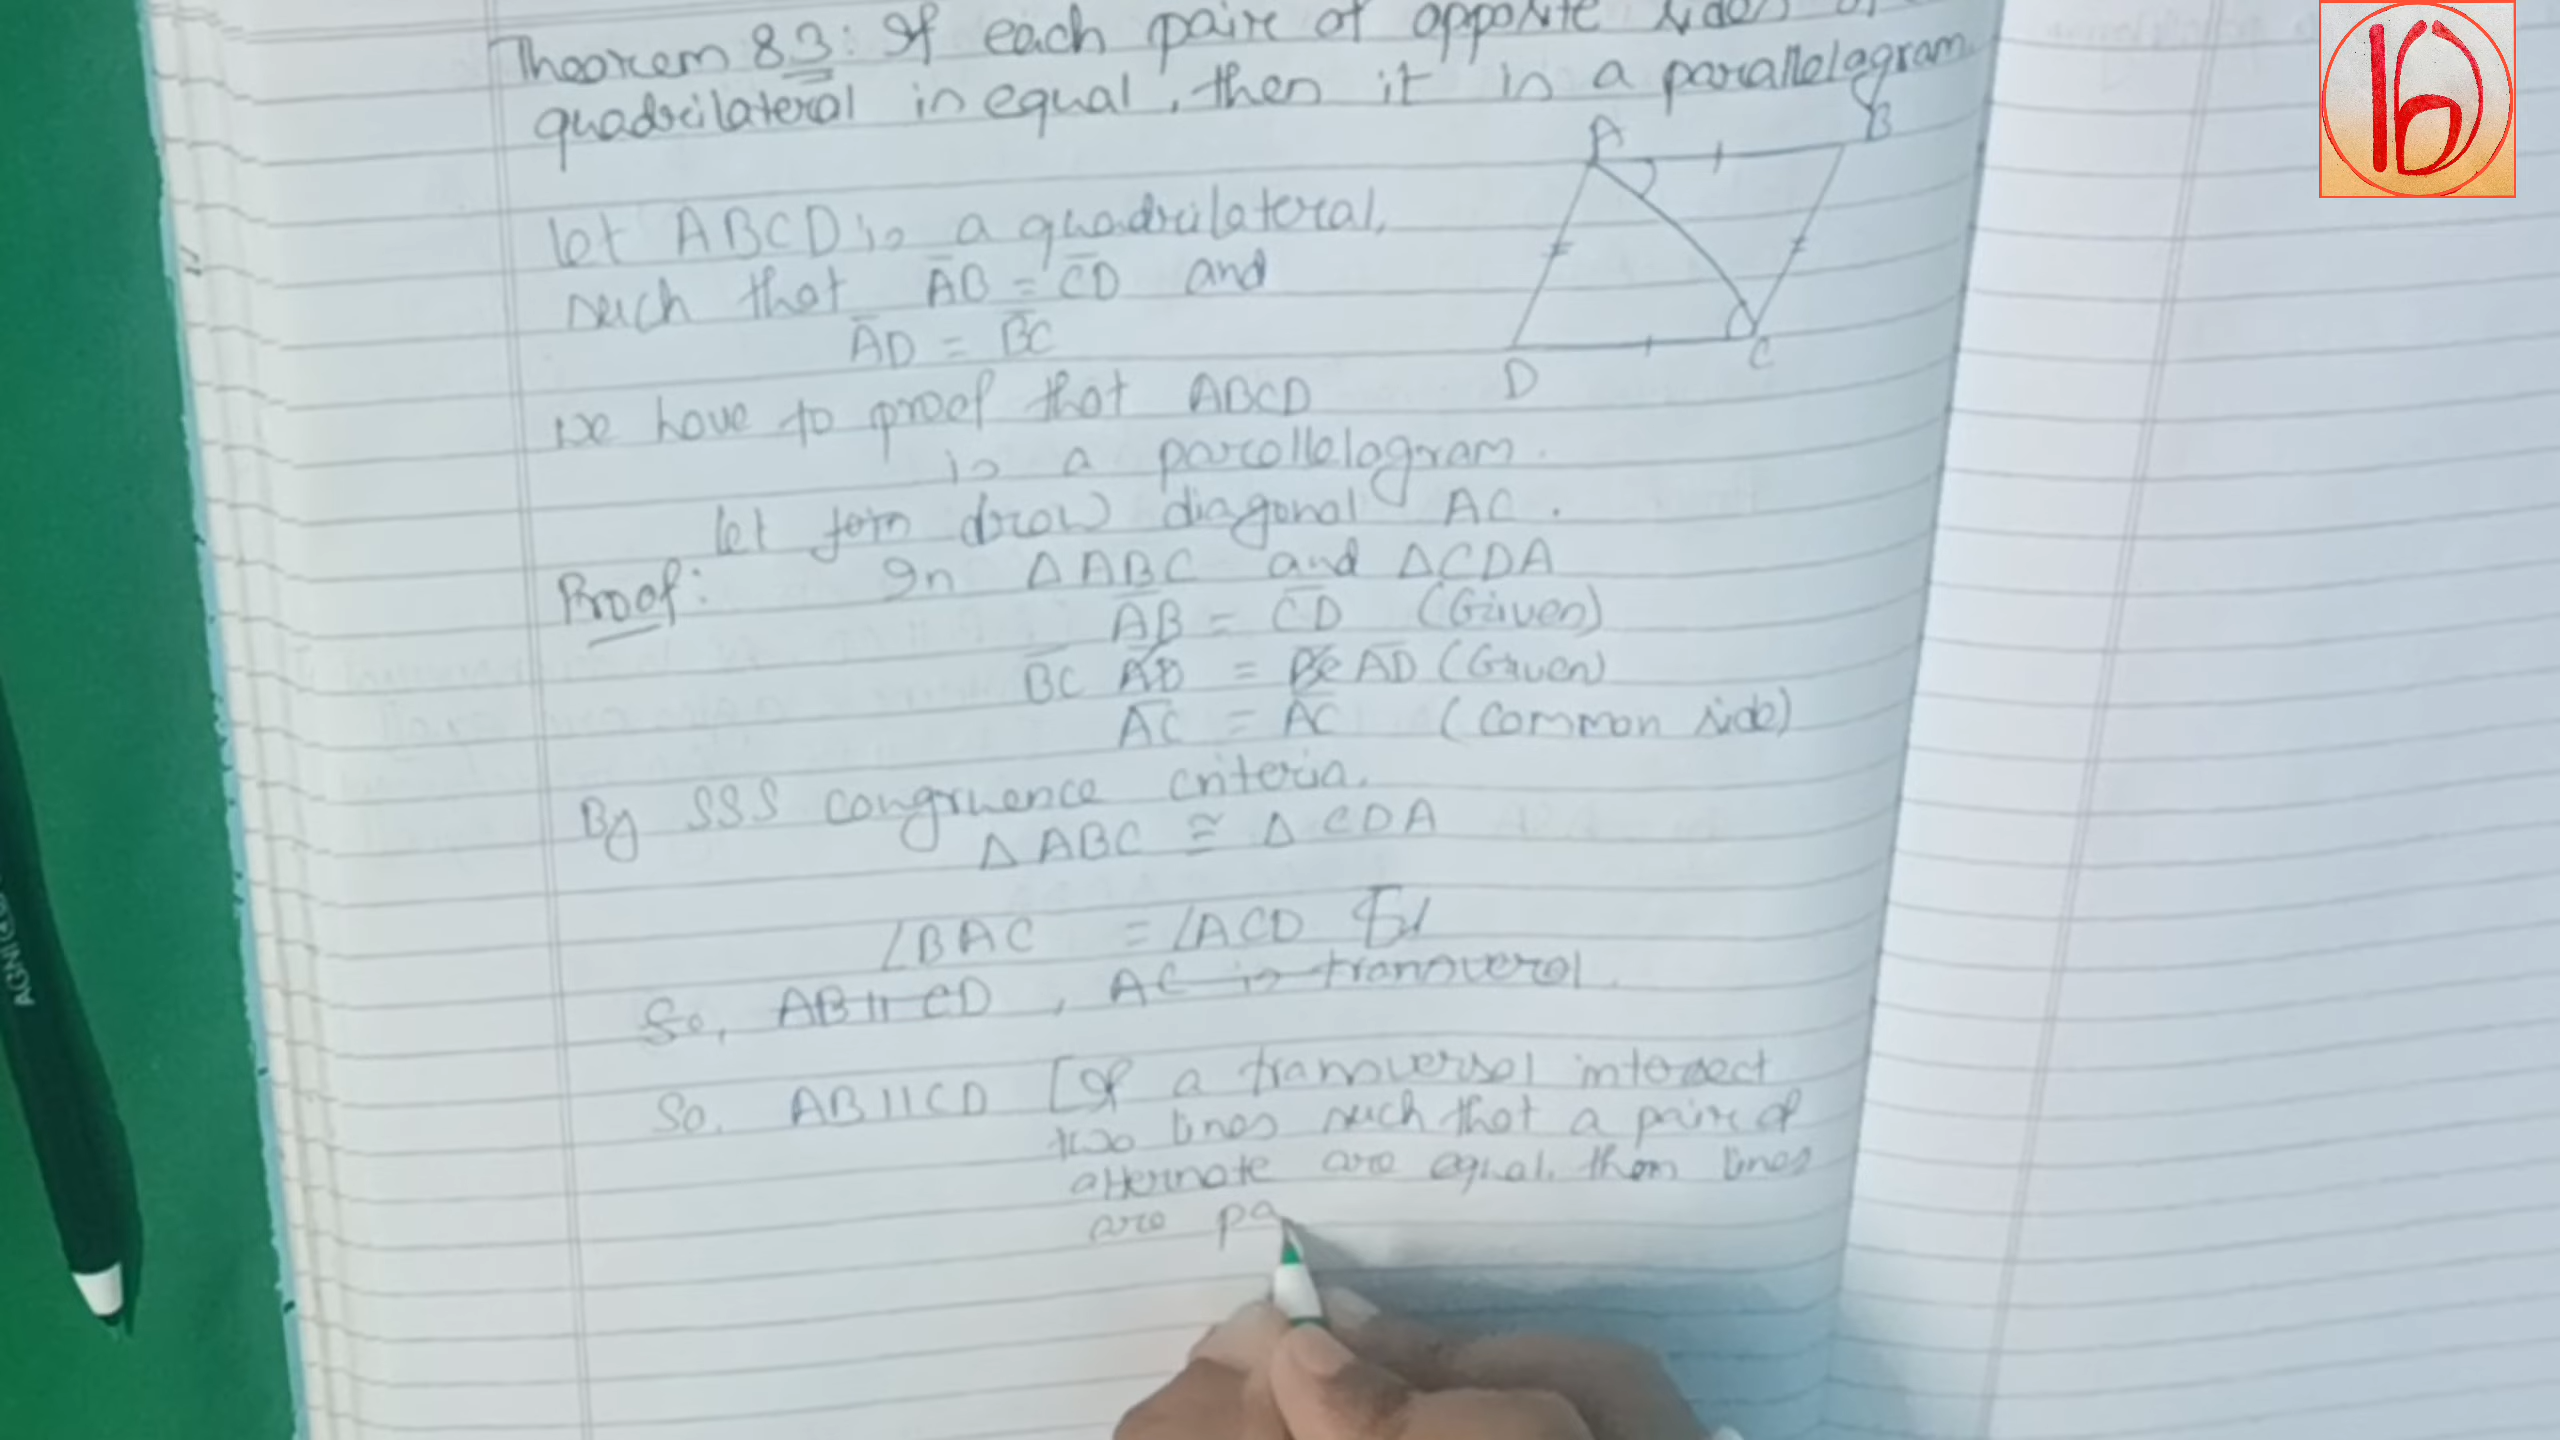 Theorem 8.3: If each pair of opposite sides of
quadrilateral is equal, then it is a parallelogram
A
B
D
C
let ABCD is a quadrilateral,
such that AB = CD and
AD = BC
we have to proof that ABCD
is a parallelogram.
let join draw diagonal AC.
Proof: In △ABC and △CDA
AB = CD (Given)
BC AD = BC AD (Given)
AC = AC (common side)
By SSS congruence criteria.
△ABC ≅ △CDA
∠BAC = ∠ACD
So, AB||CD, AC is tranverol
So, AB||CD [If a transversal intersect
two lines such that a pair of
alternate are equal. then lines
are pa